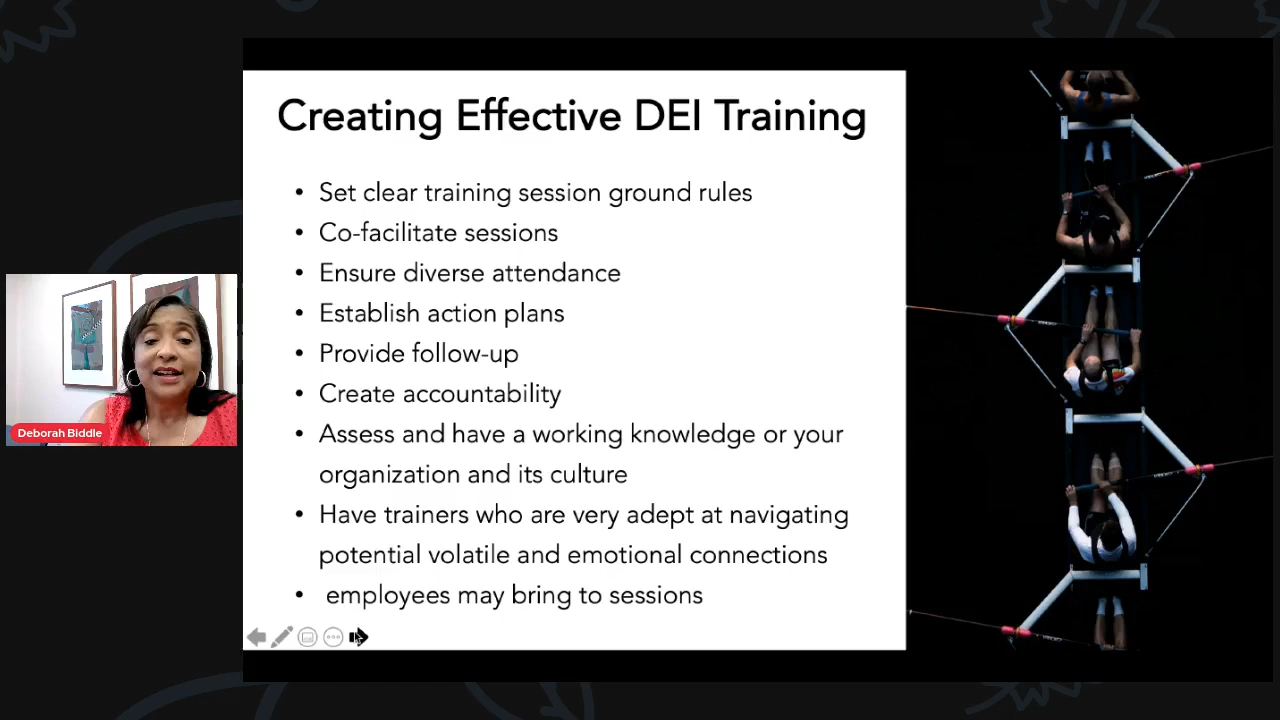 Creating Effective DEI Training
• Set clear training session ground rules
• Co-facilitate sessions
• Ensure diverse attendance
• Establish action plans
• Provide follow-up
• Create accountability
• Assess and have a working knowledge or your
organization and its culture
• Have trainers who are very adept at navigating
potential volatile and emotional connections
• employees may bring to sessions
Deborah Biddle